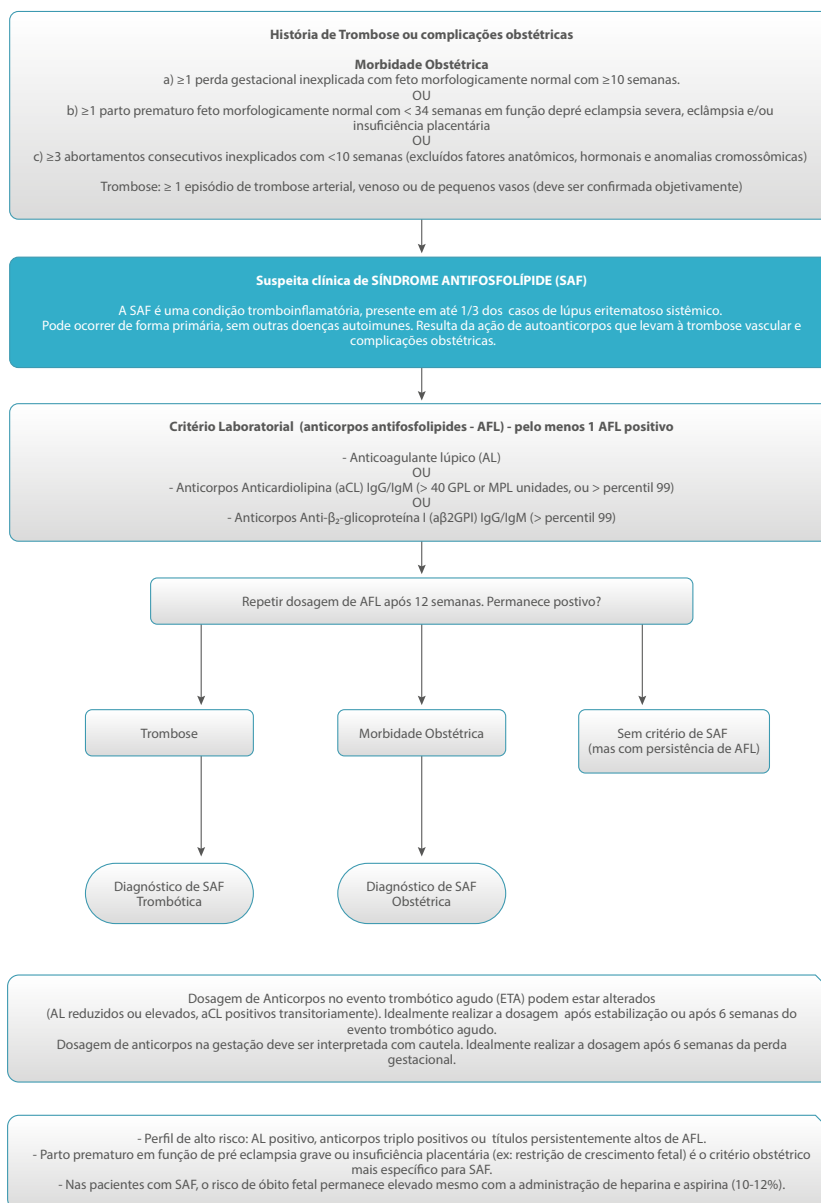 História de Trombose ou complicações obstétricas
Morbidade Obstétrica
a) ≥1 perda gestacional inexplicada com feto morfologicamente normal com ≥10 semanas.
OU
b) ≥1 parto prematuro feto morfologicamente normal com < 34 semanas em função depré eclampsia severa, eclâmpsia e/ou
insuficiência placentária
OU
c) ≥3 abortamentos consecutivos inexplicados com <10 semanas (excluídos fatores anatômicos, hormonais e anomalias cromossômicas)
Trombose: ≥ 1 episódio de trombose arterial, venoso ou de pequenos vasos (deve ser confirmada objetivamente)
Suspeita clínica de SÍNDROME ANTIFOSFOLÍPIDE (SAF)
A SAF é uma condição tromboinflamatória, presente em até 1/3 dos casos de lúpus eritematoso sistêmico.
Pode ocorrer de forma primária, sem outras doenças autoimunes. Resulta da ação de autoanticorpos que levam à trombose vascular e
complicações obstétricas.
Critério Laboratorial (anticorpos antifosfolipides - AFL) - pelo menos 1 AFL positivo
- Anticoagulante lúpico (AL)
OU
- Anticorpos Anticardiolipina (aCL) IgG/IgM (> 40 GPL or MPL unidades, ou > percentil 99)
OU
- Anticorpos Anti-β₂-glicoproteína I (aβ2GPI) IgG/IgM (> percentil 99)
Repetir dosagem de AFL após 12 semanas. Permanece postivo?
Trombose
Morbidade Obstétrica
Sem critério de SAF
(mas com persistência de AFL)
Diagnóstico de SAF
Trombótica
Diagnóstico de SAF
Obstétrica
Dosagem de Anticorpos no evento trombótico agudo (ETA) podem estar alterados
(AL reduzidos ou elevados, aCL positivos transitoriamente). Idealmente realizar a dosagem após estabilização ou após 6 semanas do
evento trombótico agudo.
Dosagem de anticorpos na gestação deve ser interpretada com cautela. Idealmente realizar a dosagem após 6 semanas da perda
gestacional.
- Perfil de alto risco: AL positivo, anticorpos triplo positivos ou títulos persistentemente altos de AFL.
- Parto prematuro em função de pré eclampsia grave ou insuficiência placentária (ex: restrição de crescimento fetal) é o critério obstétrico
mais específico para SAF.
- Nas pacientes com SAF, o risco de óbito fetal permanece elevado mesmo com a administração de heparina e aspirina (10-12%).